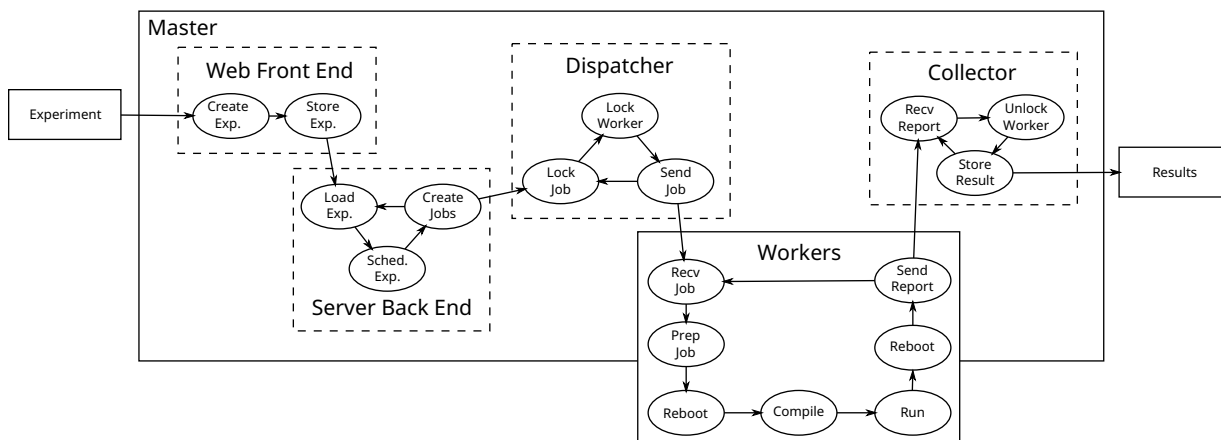 Master
Web Front End
Create
Exp.
Store
Exp.
Experiment
Dispatcher
Lock
Worker
Lock
Job
Send
Job
Collector
Recv
Report
Unlock
Worker
Store
Result
Results
Load
Exp.
Create
Jobs
Sched.
Exp.
Server Back End
Workers
Recv
Job
Prep
Job
Reboot
Compile
Run
Reboot
Send
Report